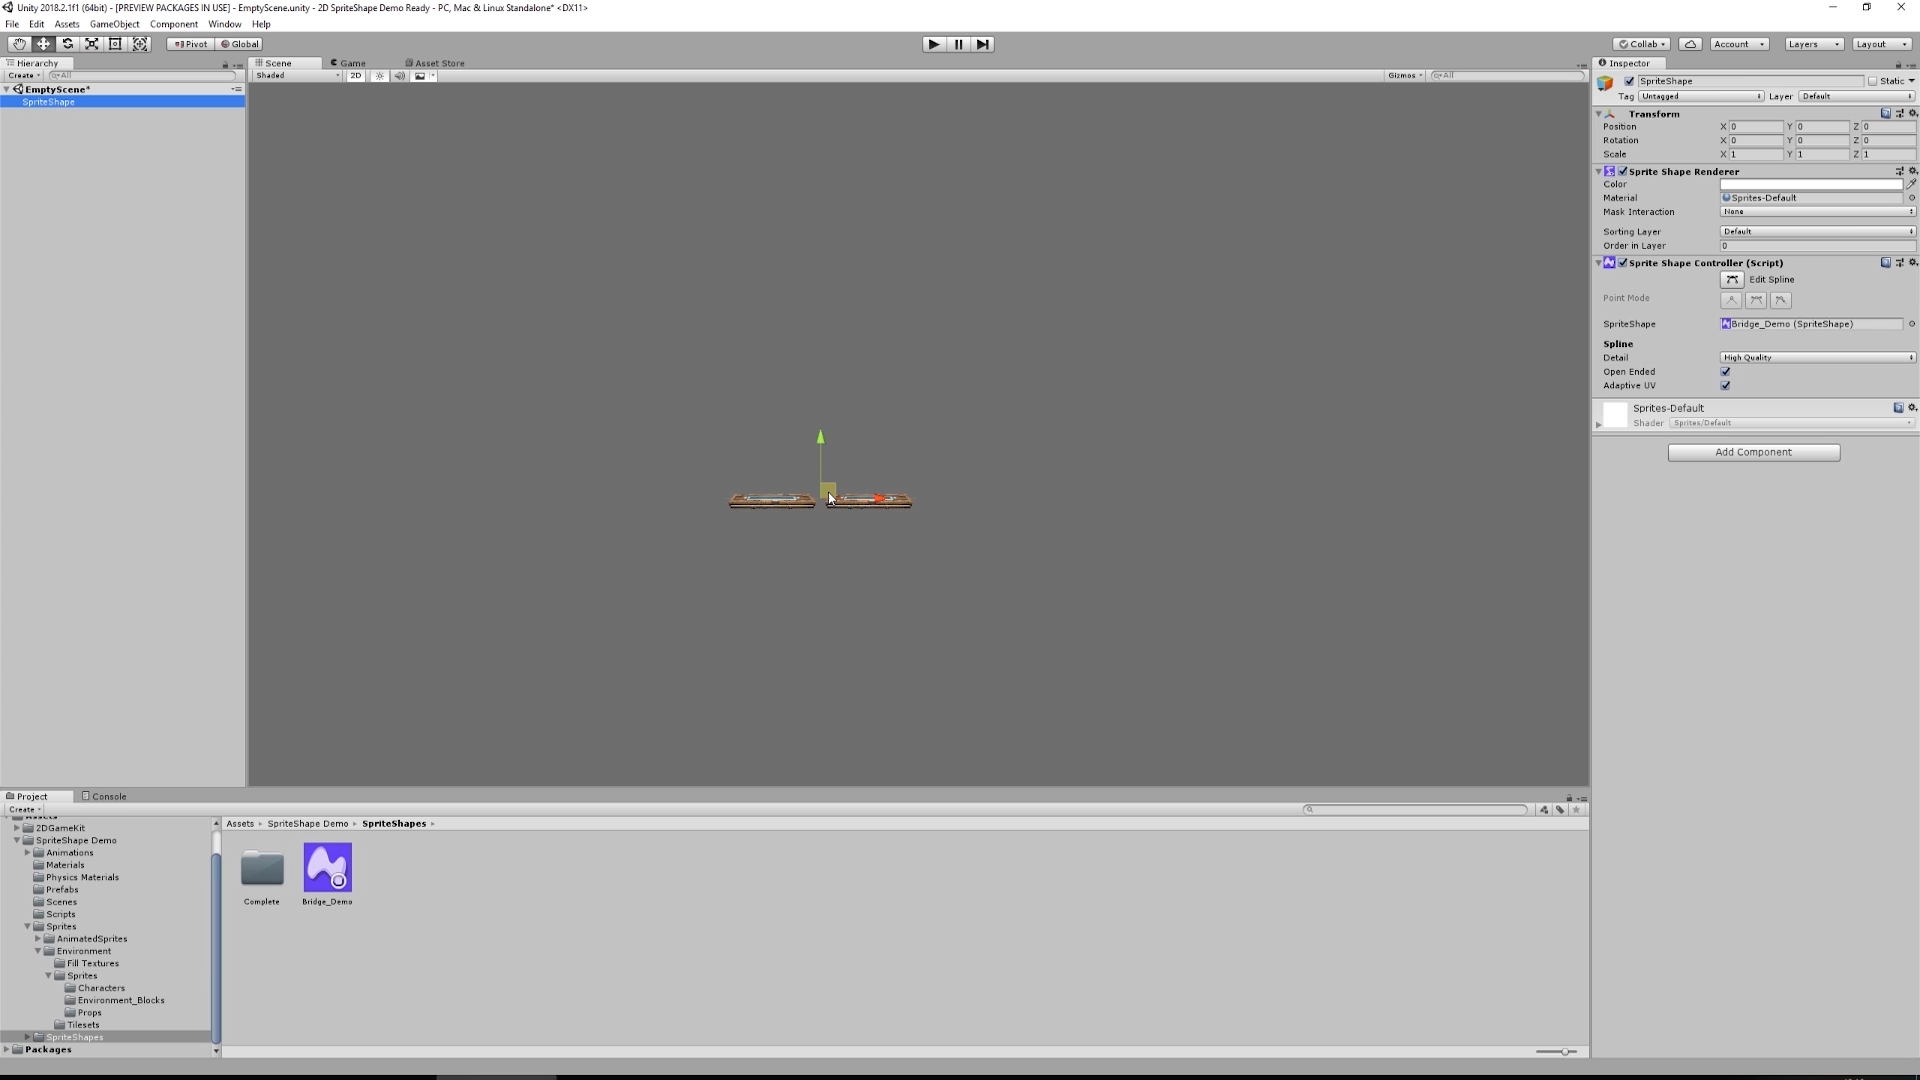 Unity 2018.2.1f1 (64bit) - [PREVIEW PACKAGES IN USE] - EmptyScene.unity - 2D SpriteShape Demo Ready - PC, Mac & Linux Standalone* <DX11>
File Edit Assets GameObject Component Window Help
Pivot Global Collab Account Layers Layout
Hierarchy Scene Game Asset Store Inspector
Create All Shaded 2D Gizmos All
EmptyScene*
SpriteShape
SpriteShape Static
Tag Untagged Layer Default
Transform
Position X 0 Y 0 Z 0
Rotation X 0 Y 0 Z 0
Scale X 1 Y 1 Z 1
Sprite Shape Renderer
Color
Material Sprites-Default
Mask Interaction None
Sorting Layer Default
Order in Layer 0
Sprite Shape Controller (Script)
Edit Spline
Point Mode
SpriteShape Bridge_Demo (SpriteShape)
Spline
Detail High Quality
Open Ended
Adaptive UV
Sprites-Default
Shader Sprites/Default
Add Component
Project Console
Create
Assets
2DGameKit
SpriteShape Demo
Animations
Materials
Physics Materials
Prefabs
Scenes
Scripts
Sprites
AnimatedSprites
Environment
Fill Textures
Sprites
Characters
Environment_Blocks
Props
Tilesets
SpriteShapes
Packages
Assets SpriteShape Demo SpriteShapes
Complete Bridge_Demo